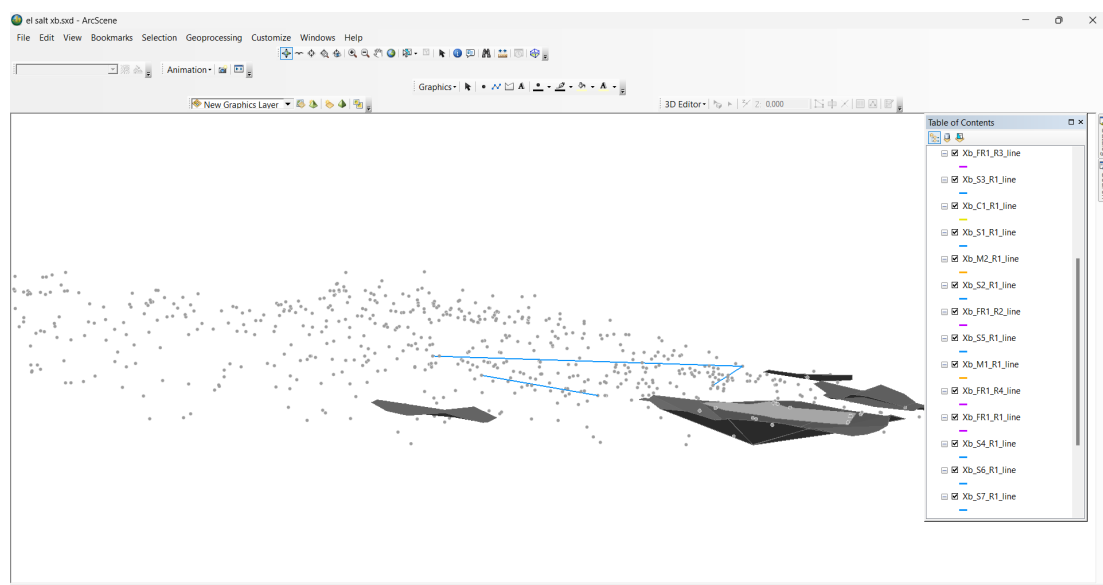 el salt xb.sxd - ArcScene
File Edit View Bookmarks Selection Geoprocessing Customize Windows Help
Animation
Graphics A A
New Graphics Layer
3D Editor Z: 0.000
Table of Contents
Xb_FR1_R3_line
Xb_S3_R1_line
Xb_C1_R1_line
Xb_S1_R1_line
Xb_M2_R1_line
Xb_S2_R1_line
Xb_FR1_R2_line
Xb_S5_R1_line
Xb_M1_R1_line
Xb_FR1_R4_line
Xb_FR1_R1_line
Xb_S4_R1_line
Xb_S6_R1_line
Xb_S7_R1_line